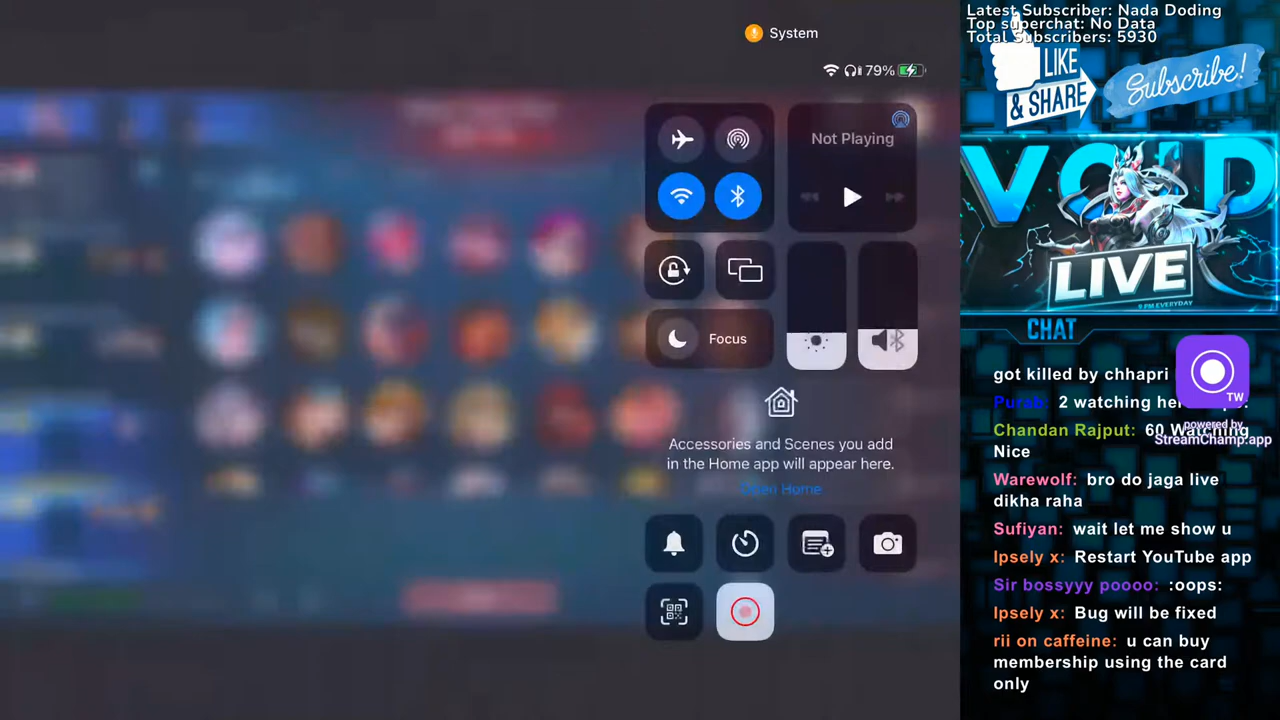 System
79%
Not Playing
Focus
Accessories and Scenes you add
in the Home app will appear here.
Open Home
Latest Subscriber: Nada Doding
Top superchat: No Data
Total Subscribers: 5930
LIKE
& SHARE
Subscribe!
VOID
LIVE
9 PM EVERYDAY
CHAT
got killed by chhapri
Purab: 2 watching
Chandan Rajput: 60 Watching
Nice
TW
powered by
StreamChamp.app
Warewolf: bro do jaga live
dikha raha
Sufiyan: wait let me show u
Ipsely x: Restart YouTube app
Sir bossyyy poooo: :oops:
Ipsely x: Bug will be fixed
rii on caffeine: u can buy
membership using the card
only